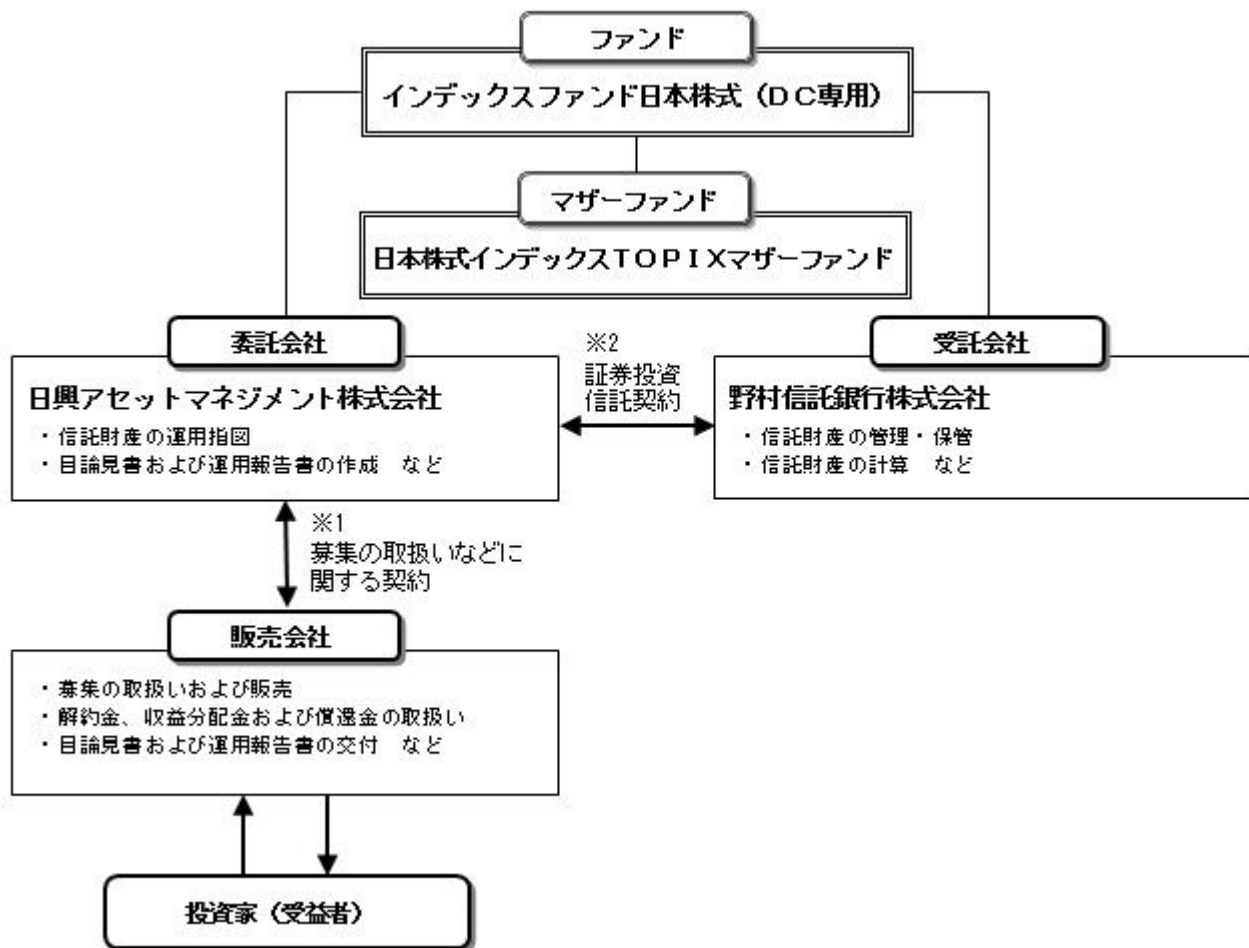 ファンド
インデックスファンド日本株式（ＤＣ専用）
マザーファンド
日本株式インデックスＴＯＰＩＸマザーファンド
委託会社
日興アセットマネジメント株式会社
・信託財産の運用指図
・目論見書および運用報告書の作成　など
※2
証券投資
信託契約
受託会社
野村信託銀行株式会社
・信託財産の管理・保管
・信託財産の計算　など
※1
募集の取扱いなどに
関する契約
販売会社
・募集の取扱いおよび販売
・解約金、収益分配金および償還金の取扱い
・目論見書および運用報告書の交付　など
投資家（受益者）